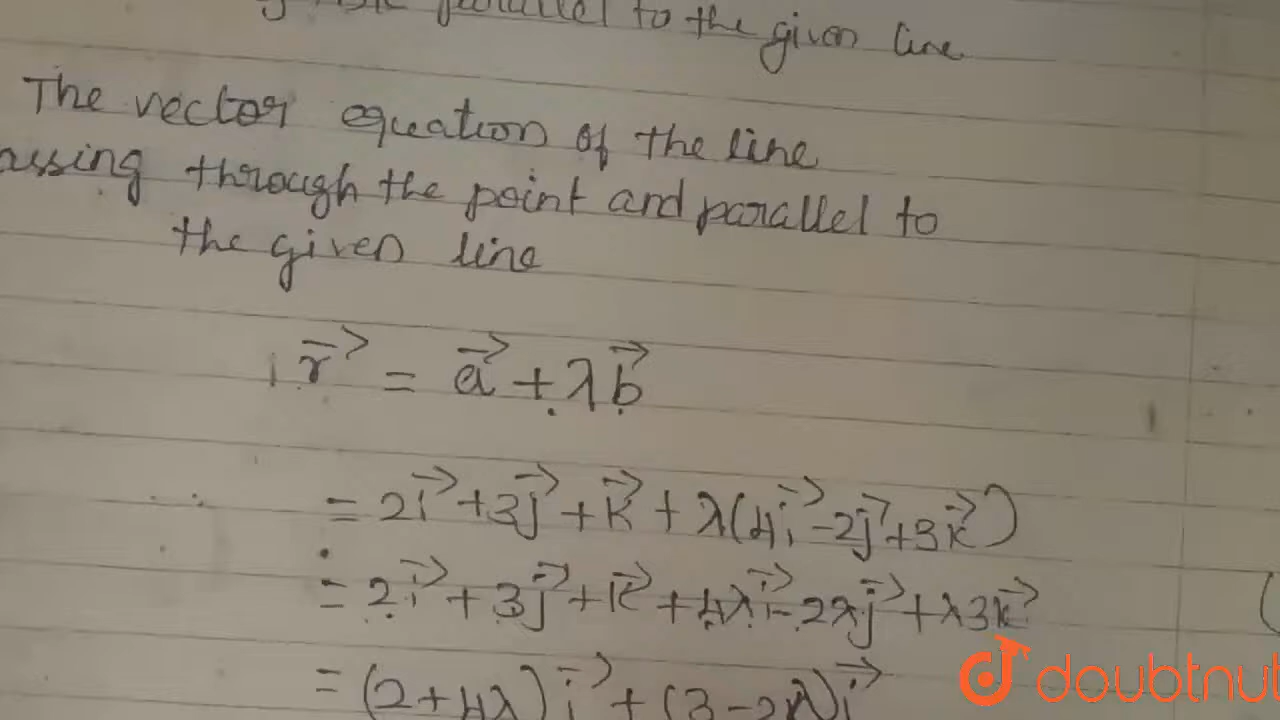 parallel to the given line
The vector equation of the line
assing through the point and parallel to
the given line
r⃗ = a⃗ + λb⃗
= 2i⃗ + 3j⃗ + k⃗ + λ(4i⃗ - 2j⃗ + 3k⃗)
= 2i⃗ + 3j⃗ + k⃗ + 4λi⃗ - 2λj⃗ + λ3k⃗
= (2 + 4λ)i⃗ + (3 - 2λ)j⃗
doubtnut